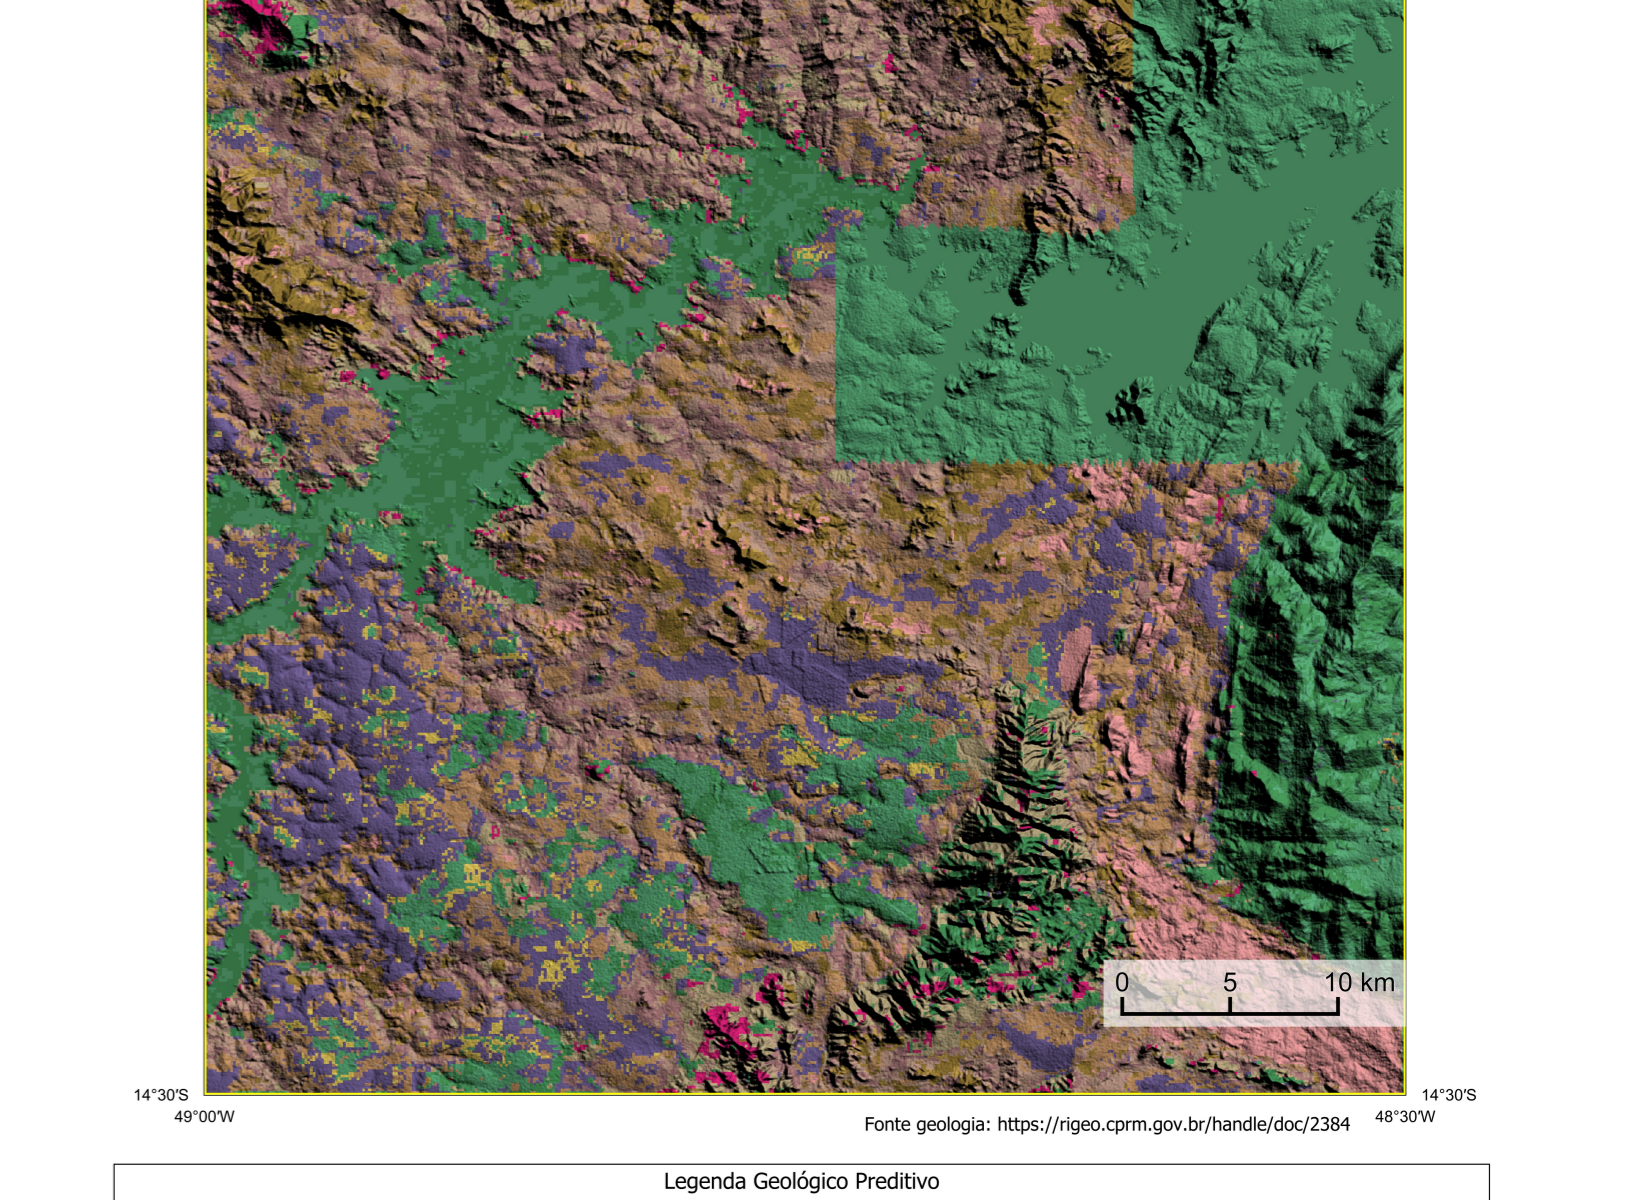 0 5 10 km
14°30'S 14°30'S
49°00'W 48°30'W
Fonte geologia: https://rigeo.cprm.gov.br/handle/doc/2384
Legenda Geológico Preditivo